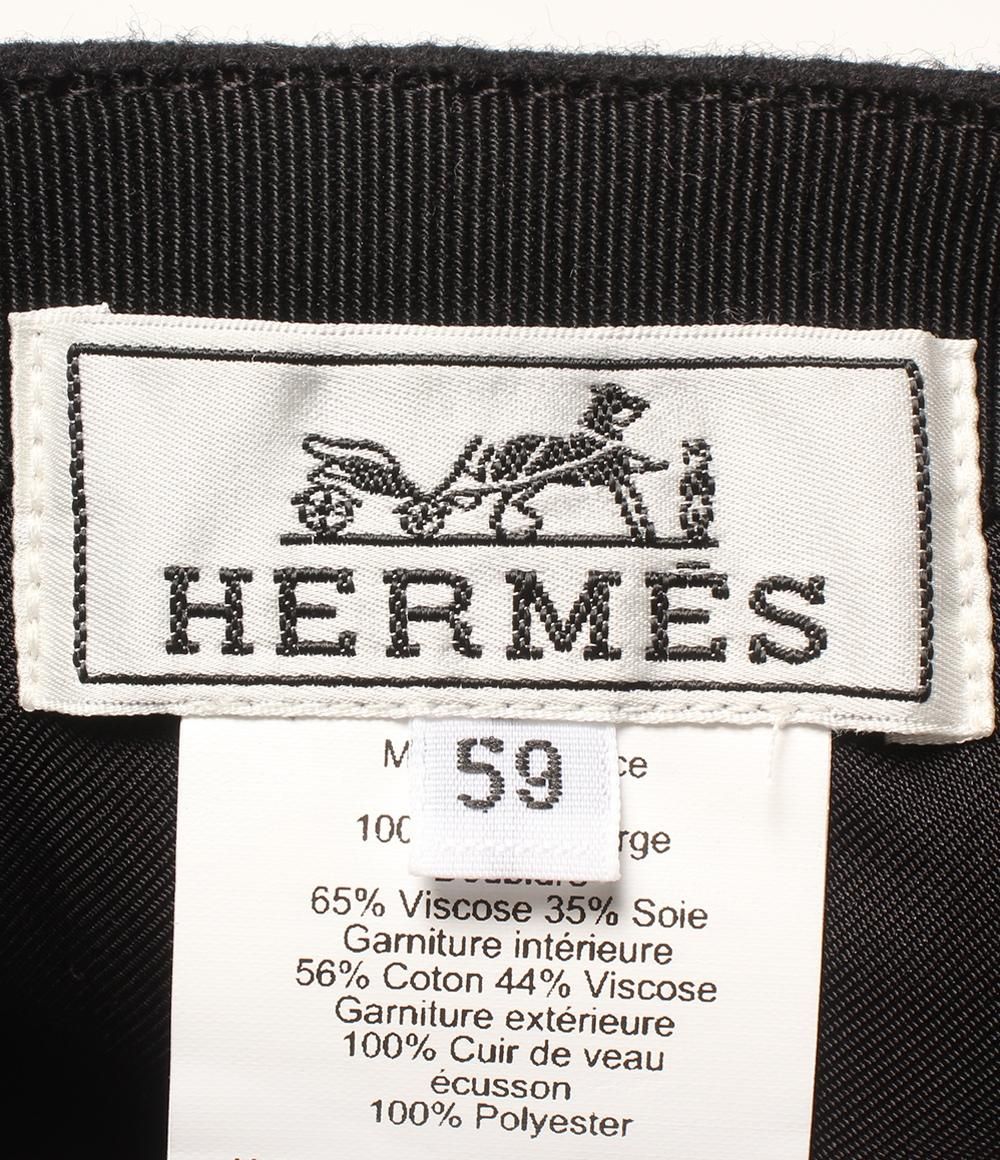 HERMÈS
59
65% Viscose 35% Soie
Garniture intérieure
56% Coton 44% Viscose
Garniture extérieure
100% Cuir de veau
écusson
100% Polyester